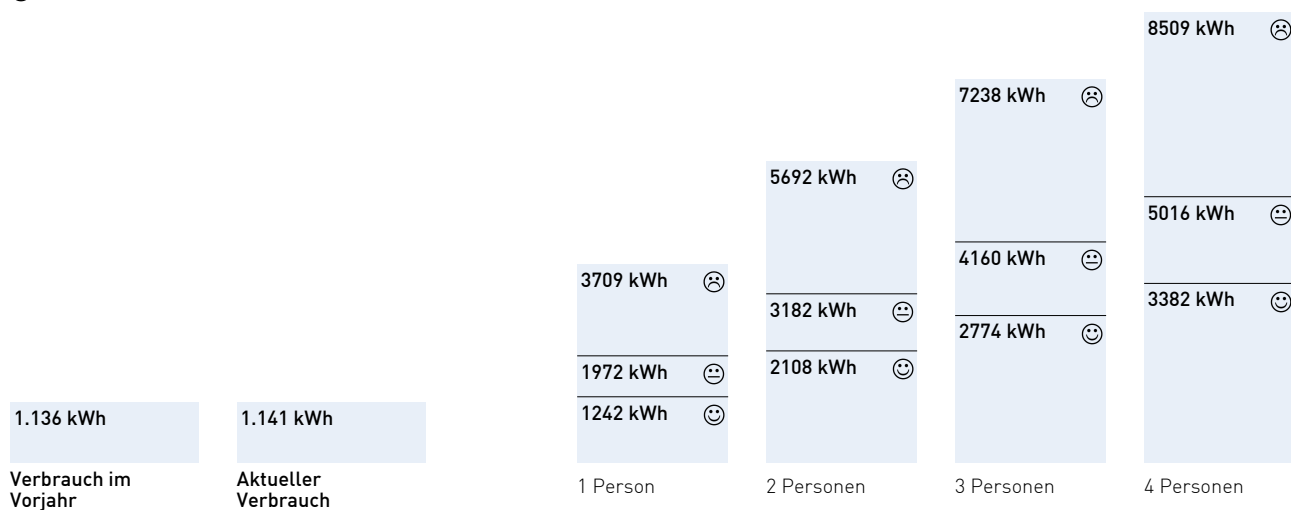 8509 kWh
7238 kWh
5692 kWh
5016 kWh
4160 kWh
3709 kWh
3182 kWh
3382 kWh
2774 kWh
1972 kWh
2108 kWh
1.136 kWh
1.141 kWh
1242 kWh
Verbrauch im
Vorjahr
Aktueller
Verbrauch
1 Person
2 Personen
3 Personen
4 Personen